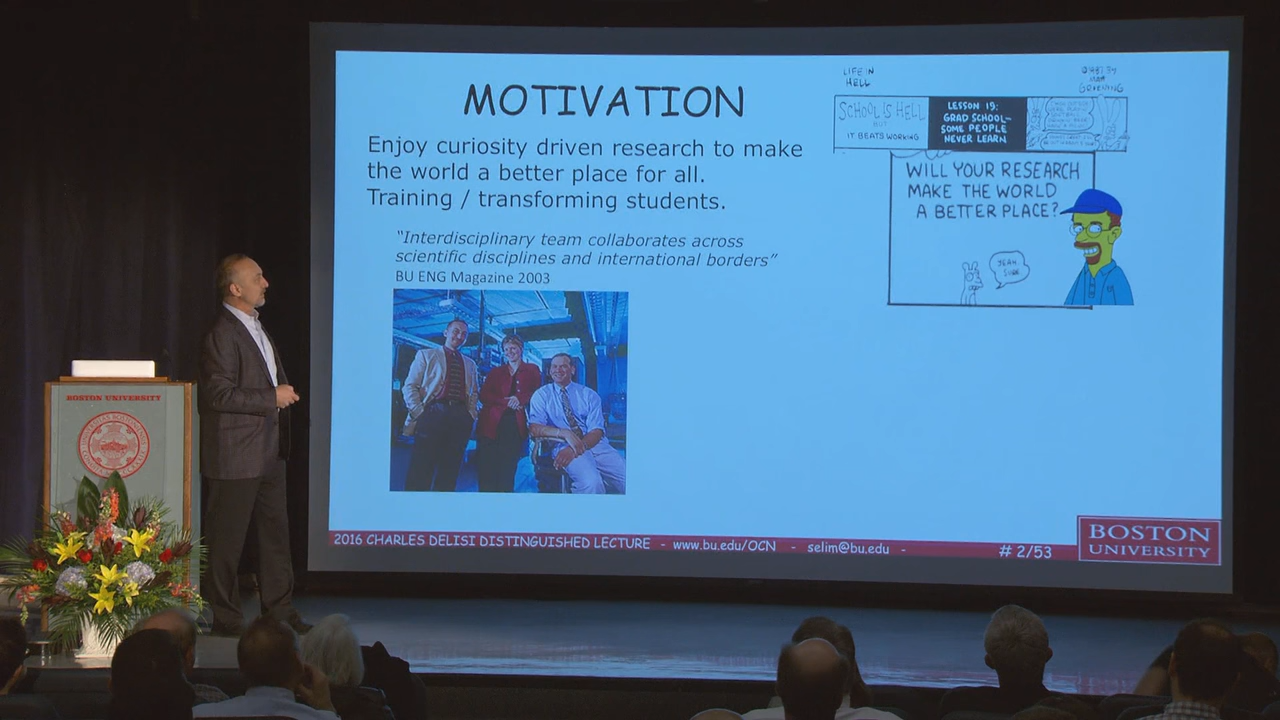 MOTIVATION
Enjoy curiosity driven research to make
the world a better place for all.
Training / transforming students.
“Interdisciplinary team collaborates across
scientific disciplines and international borders”
BU ENG Magazine 2003
LIFE IN
HELL
GROENING
SCHOOL IS HELL
BUT
IT BEATS WORKING
LESSON 15:
GRAD SCHOOL—
SOME PEOPLE
NEVER LEARN
WILL YOUR RESEARCH
MAKE THE WORLD
A BETTER PLACE?
YEAH
SURE
BOSTON UNIVERSITY
2016 CHARLES DELISI DISTINGUISHED LECTURE - www.bu.edu/OCN - selim@bu.edu -
# 2/53
BOSTON
UNIVERSITY